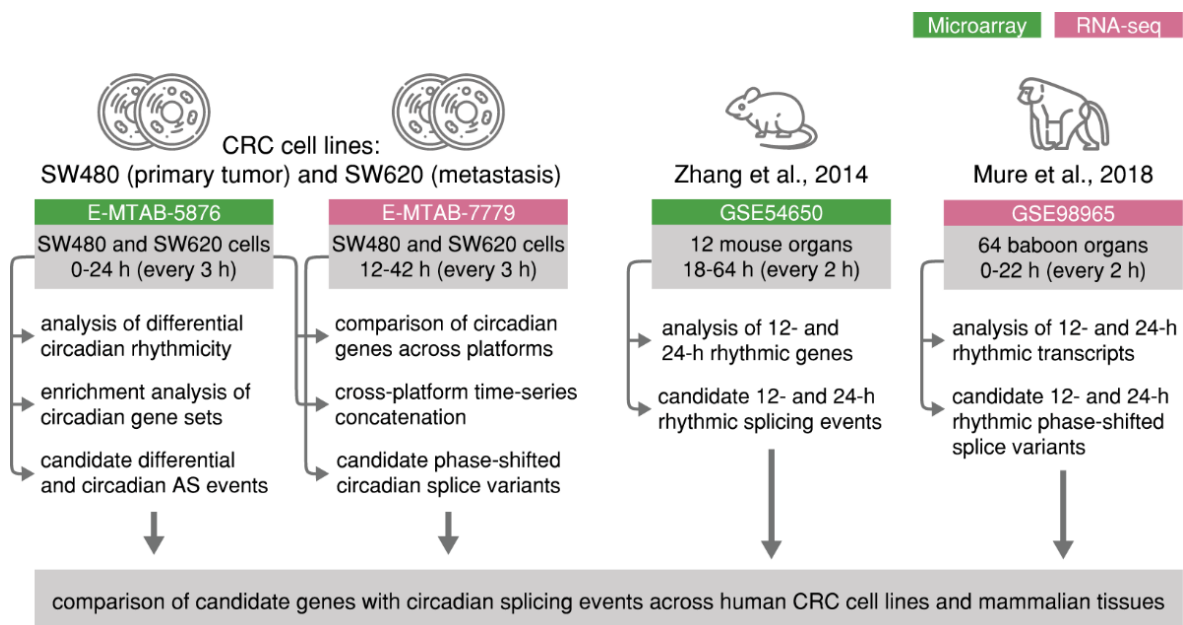 Microarray
RNA-seq
CRC cell lines:
SW480 (primary tumor) and SW620 (metastasis)
E-MTAB-5876
SW480 and SW620 cells
0-24 h (every 3 h)
analysis of differential
circadian rhythmicity
enrichment analysis of
circadian gene sets
candidate differential
and circadian AS events
E-MTAB-7779
SW480 and SW620 cells
12-42 h (every 3 h)
comparison of circadian
genes across platforms
cross-platform time-series
concatenation
candidate phase-shifted
circadian splice variants
Zhang et al., 2014
GSE54650
12 mouse organs
18-64 h (every 2 h)
analysis of 12- and
24-h rhythmic genes
candidate 12- and 24-h
rhythmic splicing events
Mure et al., 2018
GSE98965
64 baboon organs
0-22 h (every 2 h)
analysis of 12- and 24-h
rhythmic transcripts
candidate 12- and 24-h
rhythmic phase-shifted
splice variants
comparison of candidate genes with circadian splicing events across human CRC cell lines and mammalian tissues